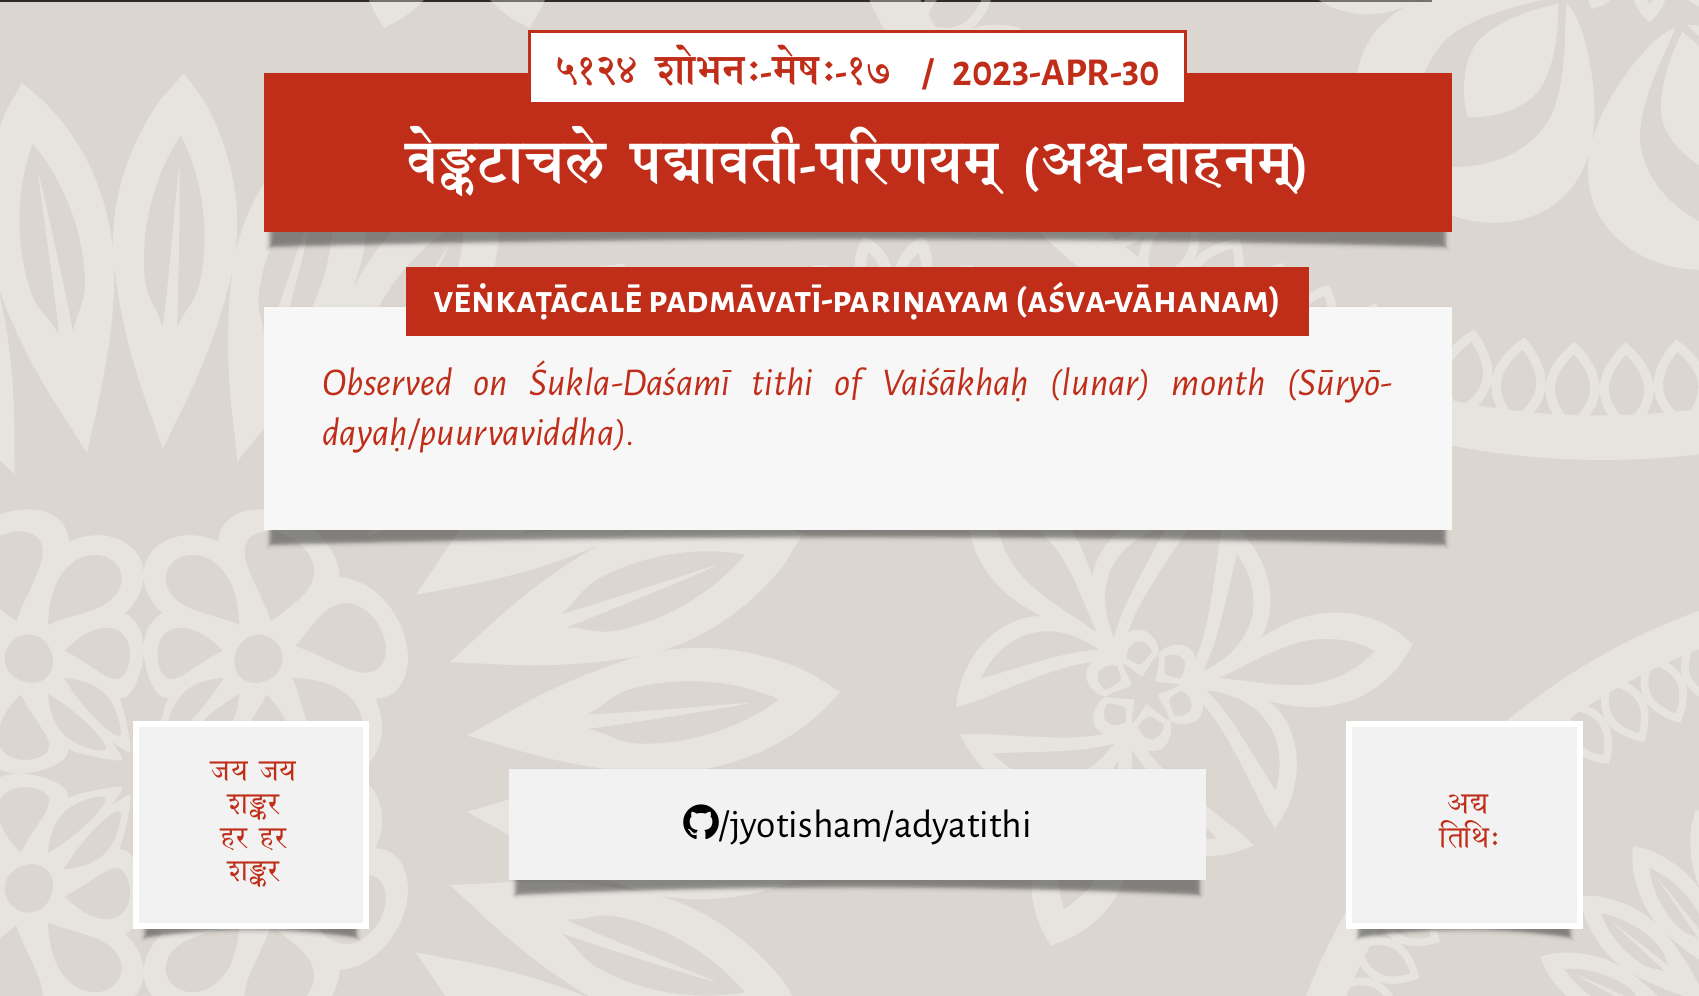 ५१२४ शोभनः-मेषः-१७ / 2023-APR-30
वेङ्कटाचले पद्मावती-परिणयम् (अश्व-वाहनम्)
VĒṄKAṬĀCALĒ PADMĀVATĪ-PARIṆAYAM (AŚVA-VĀHANAM)
Observed on Śukla-Daśamī tithi of Vaiśākhaḥ (lunar) month (Sūryō-
dayaḥ/puurvaviddha).
जय जय
शङ्कर
हर हर
शङ्कर
/jyotisham/adyatithi
अद्य
तिथिः